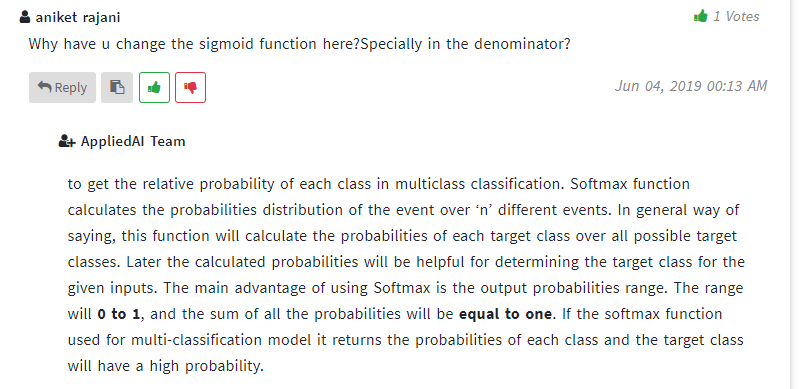 aniket rajani
1 Votes
Why have u change the sigmoid function here?Specially in the denominator?
Reply
Jun 04, 2019 00:13 AM
AppliedAI Team
to get the relative probability of each class in multiclass classification. Softmax function
calculates the probabilities distribution of the event over ‘n’ different events. In general way of
saying, this function will calculate the probabilities of each target class over all possible target
classes. Later the calculated probabilities will be helpful for determining the target class for the
given inputs. The main advantage of using Softmax is the output probabilities range. The range
will 0 to 1, and the sum of all the probabilities will be equal to one. If the softmax function
used for multi-classification model it returns the probabilities of each class and the target class
will have a high probability.